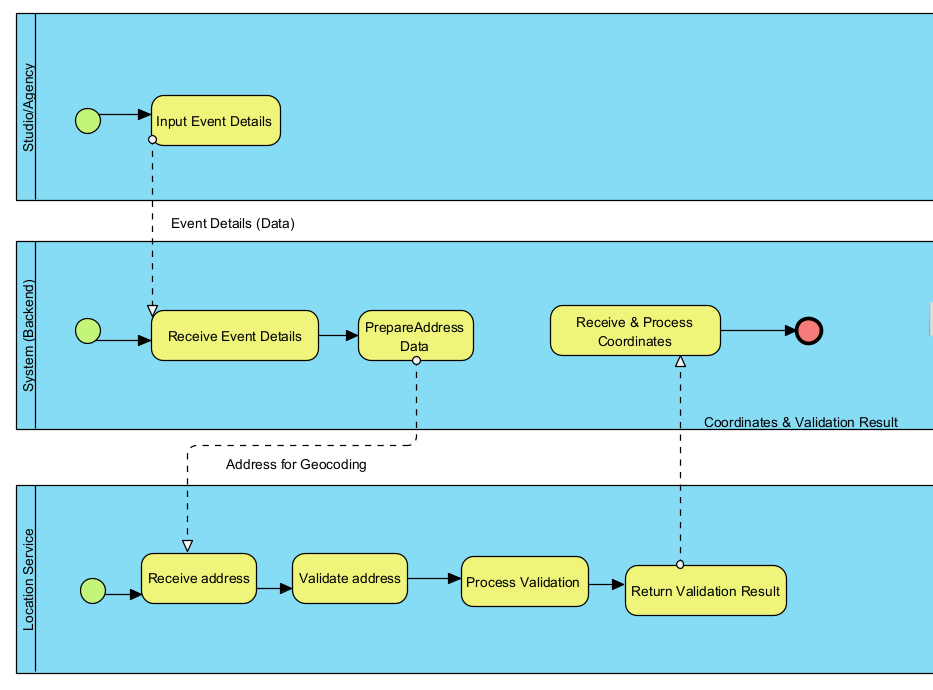 Studio/Agency
Input Event Details
Event Details (Data)
System (Backend)
Receive Event Details
PrepareAddress
Data
Receive & Process
Coordinates
Coordinates & Validation Result
Address for Geocoding
Location Service
Receive address
Validate address
Process Validation
Return Validation Result